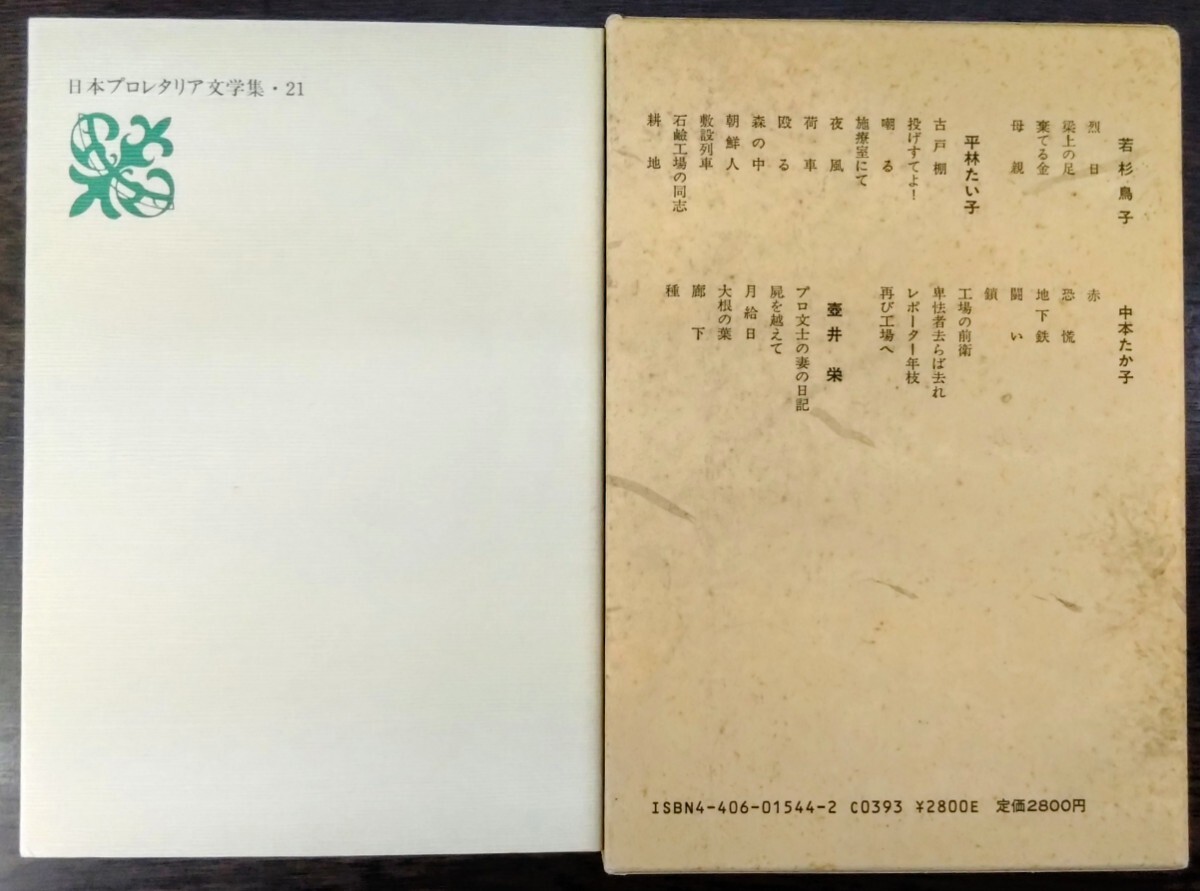 日本プロレタリア文学集・21
若杉鳥子
烈日
梁上の足
棄てる金
母親
平林たい子
古戸棚
投げすてよ!
嘲る
施療室にて
夜風
荷車
殴る
森の中
朝鮮人
敷設列車
石鹼工場の同志
耕地
中本たか子
赤
恐慌
地下鉄
闘い
鎖
工場の前衛
卑怯者去らば去れ
レポーター年枝
再び工場へ
壺井栄
プロ文士の妻の日記
屍を越えて
月給日
大根の葉
廊下
種
ISBN4-406-01544-2 C0393 ¥2800E 定価2800円